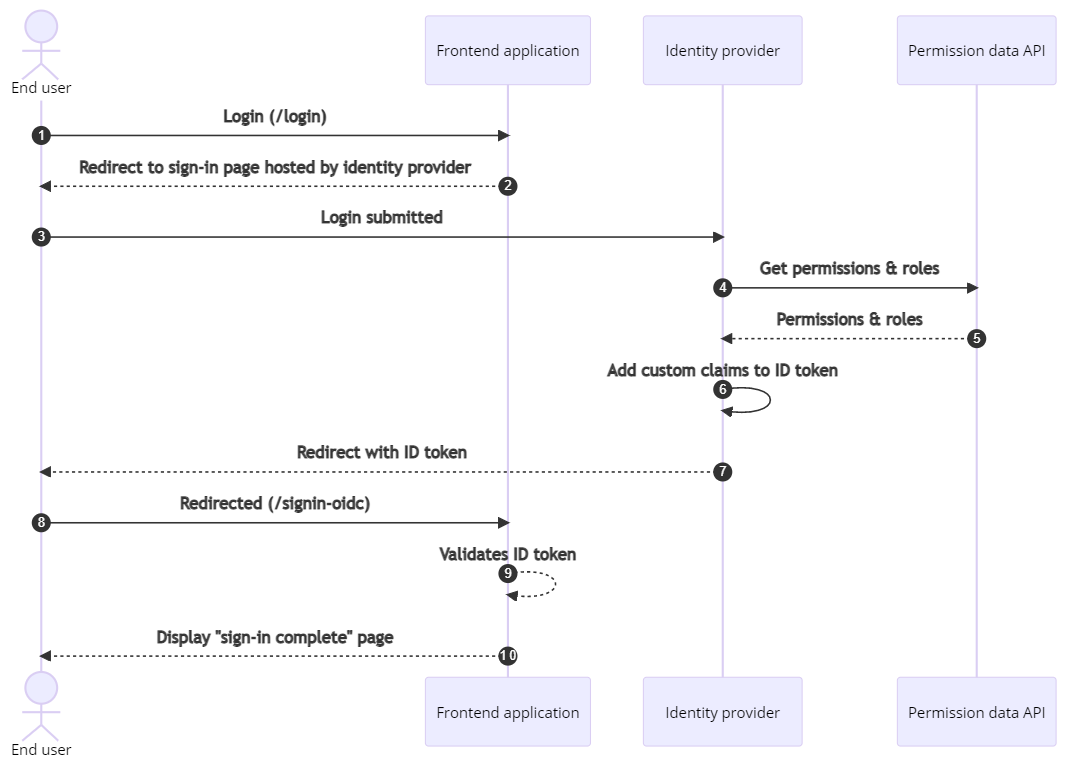 Frontend application
Identity provider
Permission data API
End user
Login (/login)
1
Redirect to sign-in page hosted by identity provider
2
Login submitted
3
Get permissions & roles
4
Permissions & roles
5
Add custom claims to ID token
6
Redirect with ID token
7
Redirected (/signin-oidc)
8
Validates ID token
9
Display "sign-in complete" page
10
Frontend application
Identity provider
Permission data API
End user